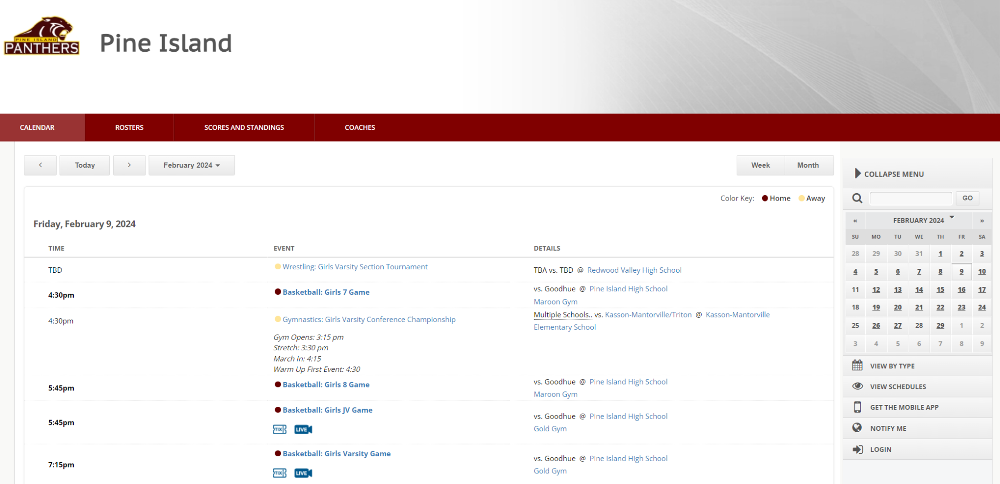 PINE ISLAND
PANTHERS
Pine Island
CALENDAR ROSTERS SCORES AND STANDINGS COACHES
< Today > February 2024 Week Month
Color Key: Home Away
Friday, February 9, 2024
TIME EVENT DETAILS
TBD Wrestling: Girls Varsity Section Tournament TBA vs. TBD @ Redwood Valley High School
4:30pm Basketball: Girls 7 Game vs. Goodhue @ Pine Island High School
Maroon Gym
4:30pm Gymnastics: Girls Varsity Conference Championship Multiple Schools.. vs. Kasson-Mantorville/Triton @ Kasson-Mantorville
Elementary School
Gym Opens: 3:15 pm
Stretch: 3:30 pm
March In: 4:15
Warm Up First Event: 4:30
5:45pm Basketball: Girls 8 Game vs. Goodhue @ Pine Island High School
Maroon Gym
5:45pm Basketball: Girls JV Game vs. Goodhue @ Pine Island High School
Gold Gym
TIX LIVE
7:15pm Basketball: Girls Varsity Game vs. Goodhue @ Pine Island High School
Gold Gym
TIX LIVE
COLLAPSE MENU
GO
« FEBRUARY 2024 »
SU MO TU WE TH FR SA
28 29 30 31 1 2 3
4 5 6 7 8 9 10
11 12 13 14 15 16 17
18 19 20 21 22 23 24
25 26 27 28 29 1 2
3 4 5 6 7 8 9
VIEW BY TYPE
VIEW SCHEDULES
GET THE MOBILE APP
NOTIFY ME
LOGIN